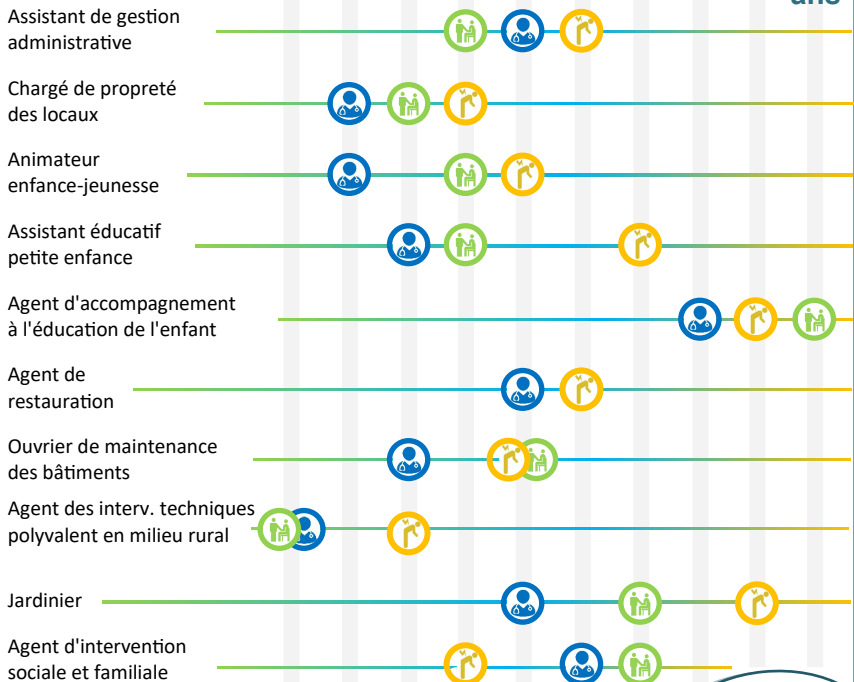 ans
Assistant de gestion
administrative
Chargé de propreté
des locaux
Animateur
enfance-jeunesse
Assistant éducatif
petite enfance
Agent d'accompagnement
à l'éducation de l'enfant
Agent de
restauration
Ouvrier de maintenance
des bâtiments
Agent des interv. techniques
polyvalent en milieu rural
Jardinier
Agent d'intervention
sociale et familiale